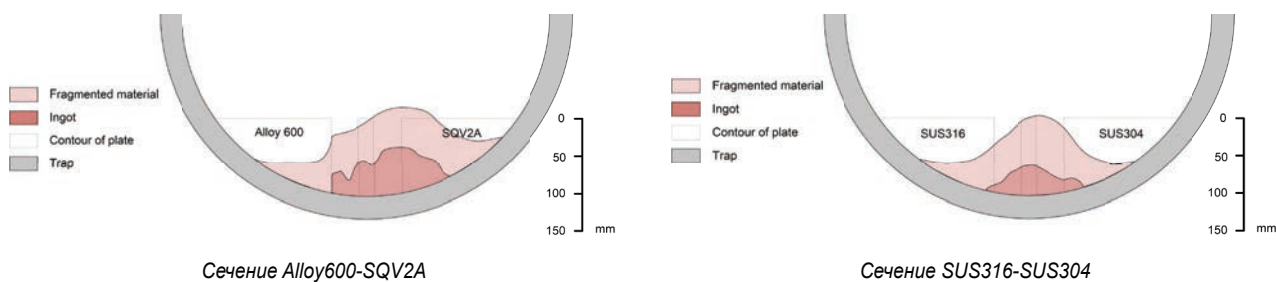 Fragmented material
Ingot
Contour of plate
Trap
Alloy 600
SQV2A
0
50
100
150
mm
Сечение Alloy600-SQV2A
Fragmented material
Ingot
Contour of plate
Trap
SUS316
SUS304
0
50
100
150
mm
Сечение SUS316-SUS304